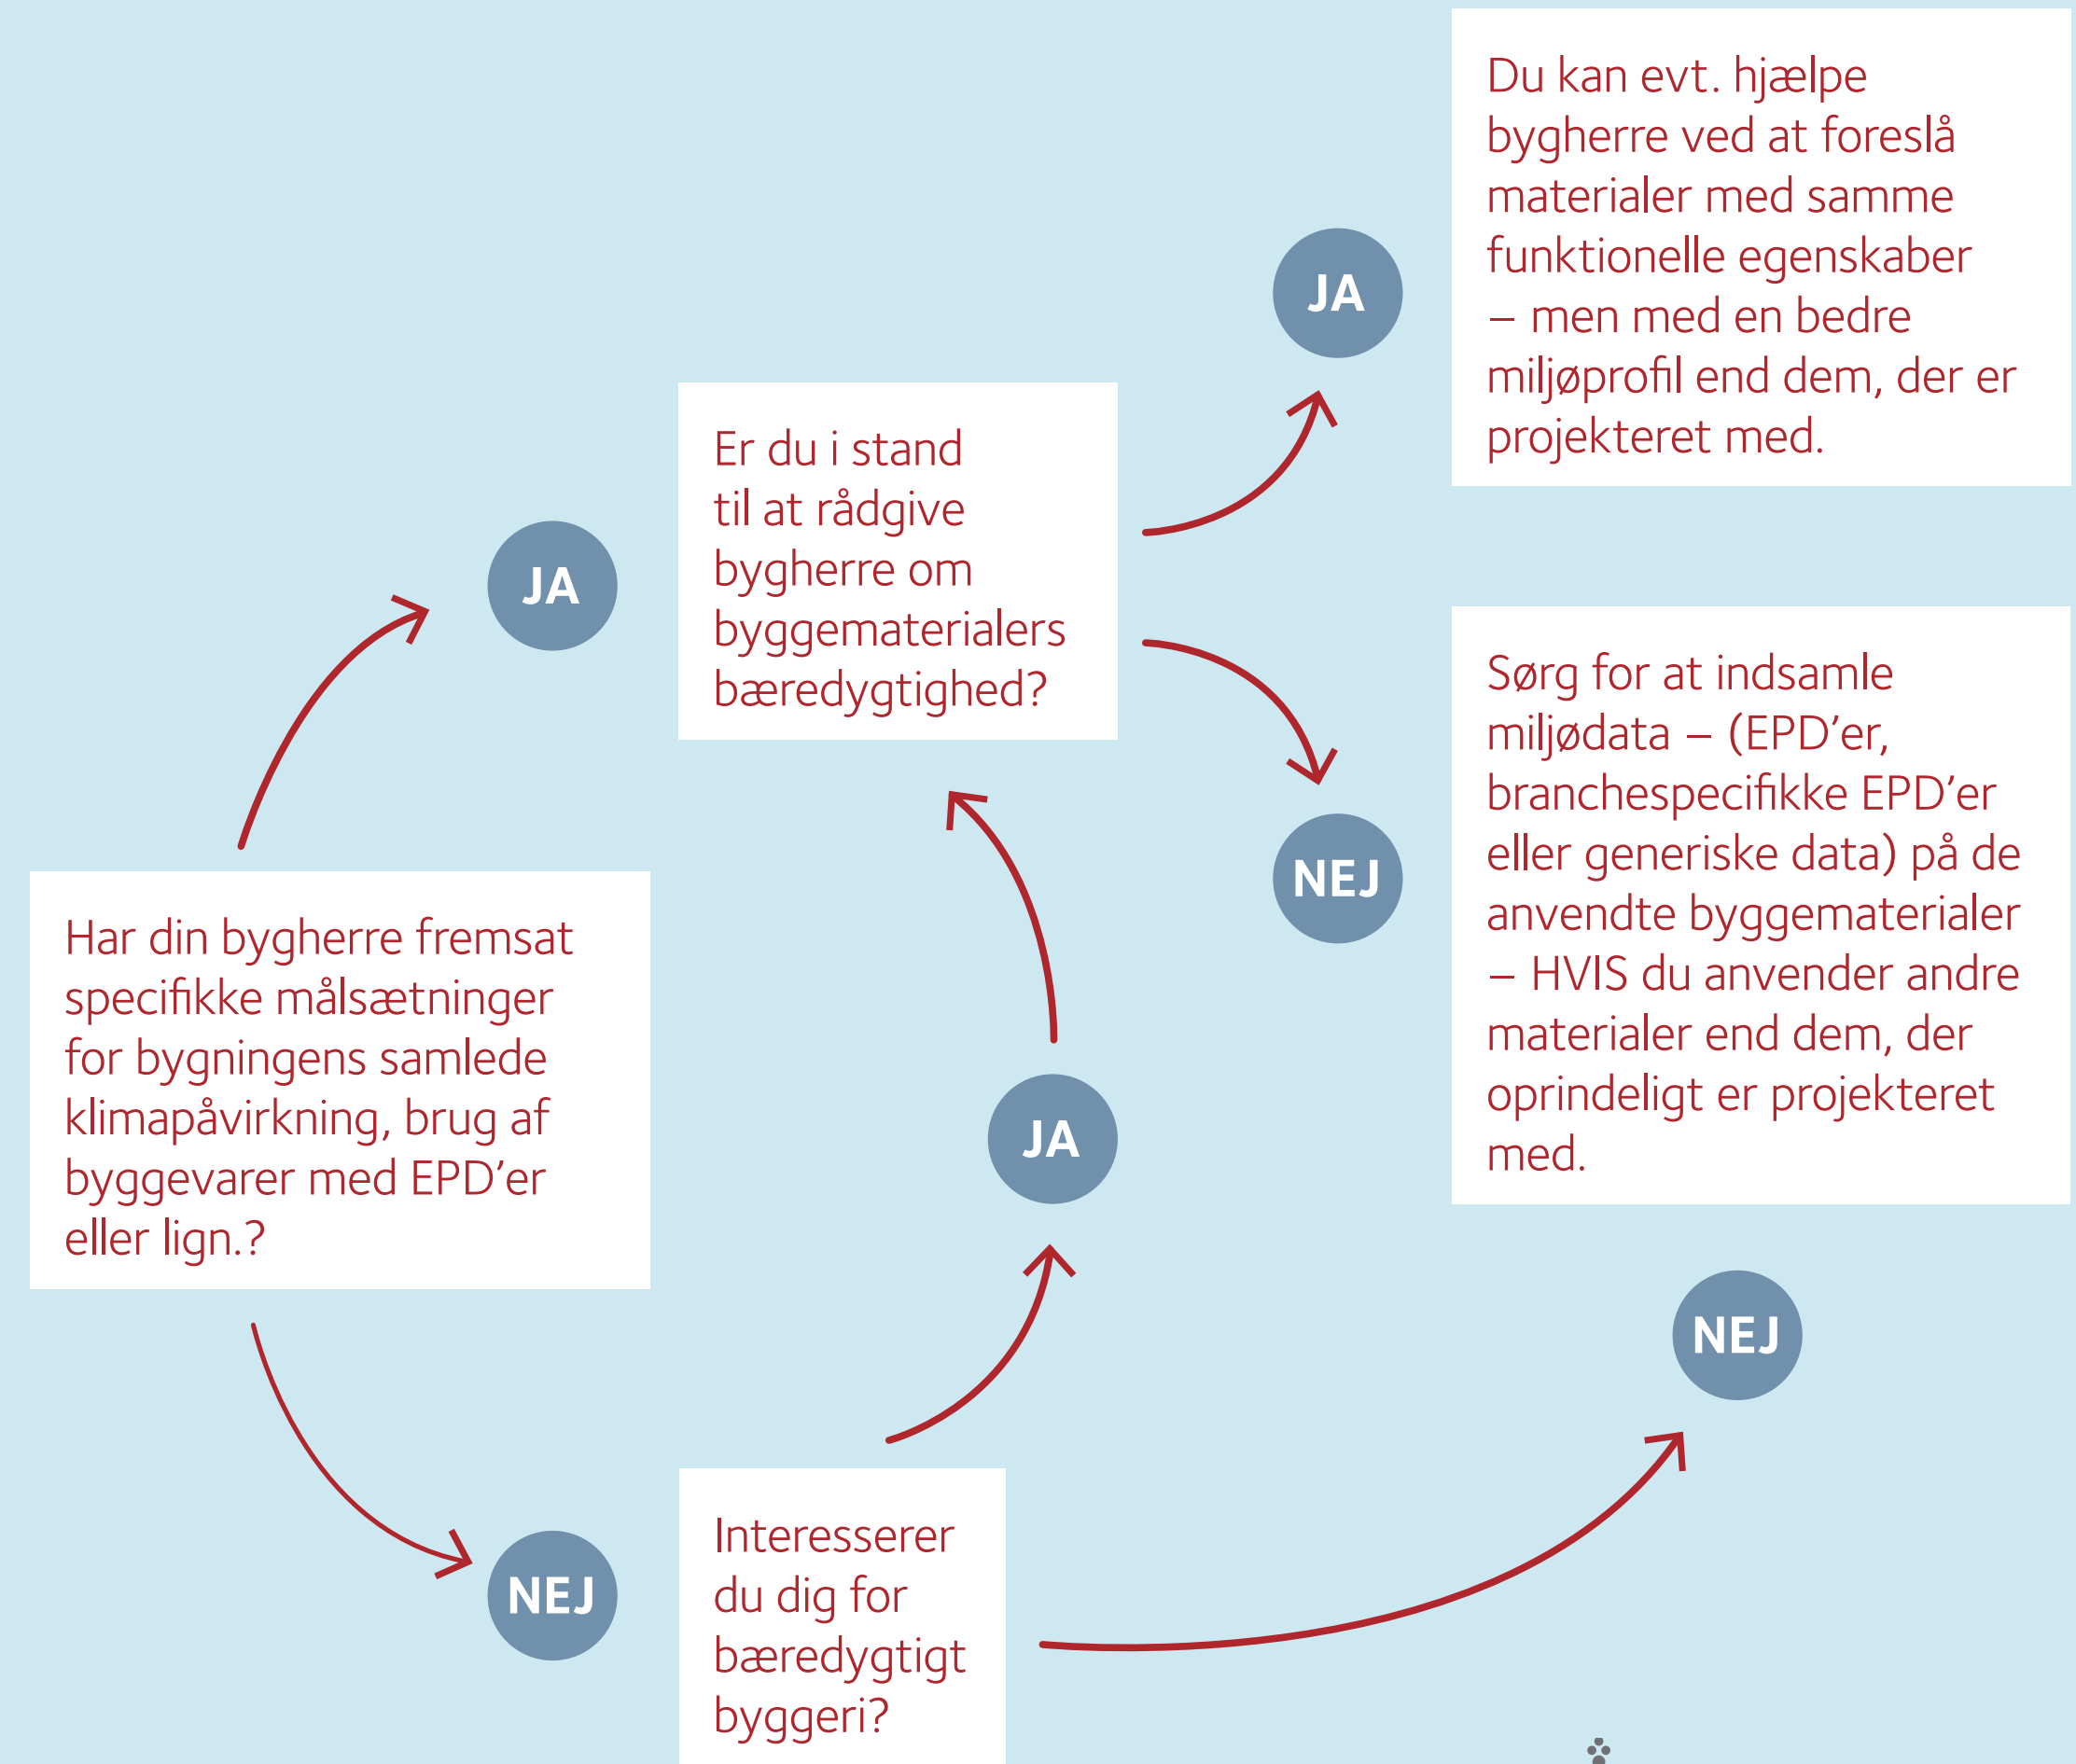 Har din bygherre fremsat
specifikke målsætninger
for bygningens samlede
klimapåvirkning, brug af
byggevarer med EPD’er
eller lign.?
JA
Er du i stand
til at rådgive
bygherre om
byggematerialers
bæredygtighed?
JA
Du kan evt. hjælpe
bygherre ved at foreslå
materialer med samme
funktionelle egenskaber
– men med en bedre
miljøprofil end dem, der er
projekteret med.
NEJ
Sørg for at indsamle
miljødata – (EPD’er,
branchespecifikke EPD’er
eller generiske data) på de
anvendte byggematerialer
– HVIS du anvender andre
materialer end dem, der
oprindeligt er projekteret
med.
NEJ
Interesserer
du dig for
bæredygtigt
byggeri?
JA
NEJ